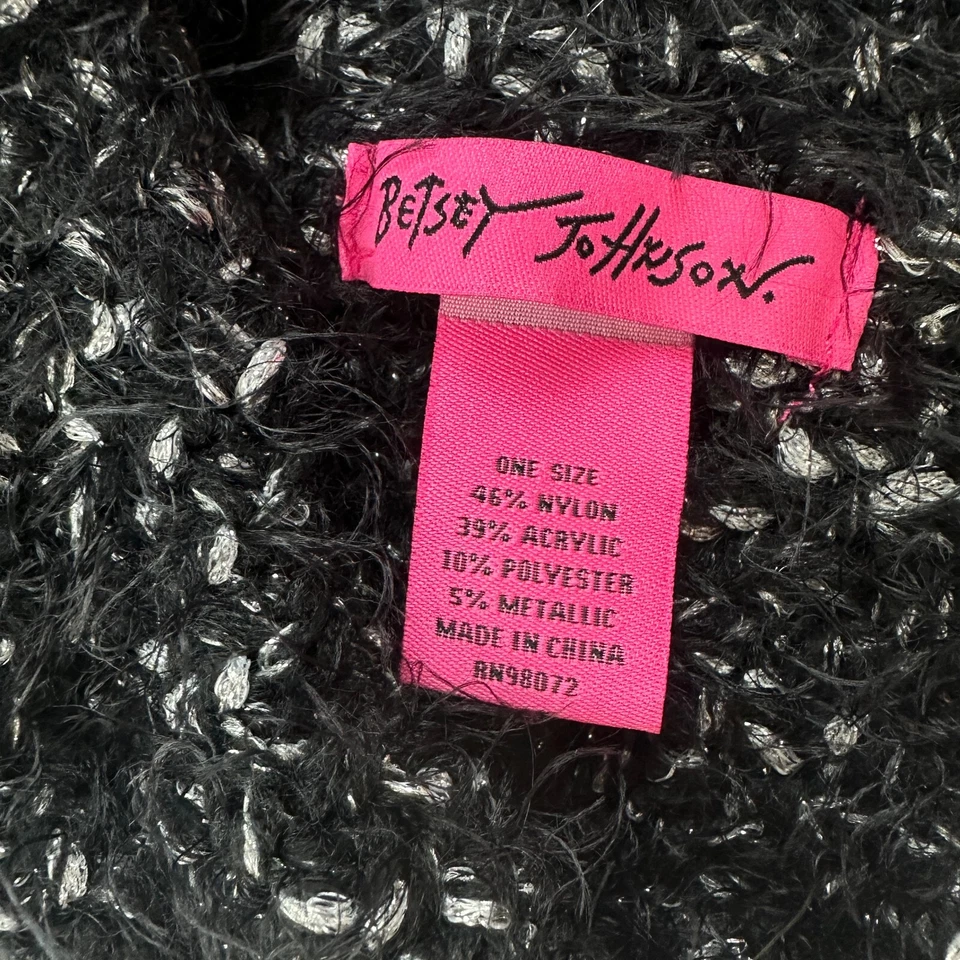 BETSEY JOHNSON.
ONE SIZE
46% NYLON
39% ACRYLIC
10% POLYESTER
5% METALLIC
MADE IN CHINA
RN98072